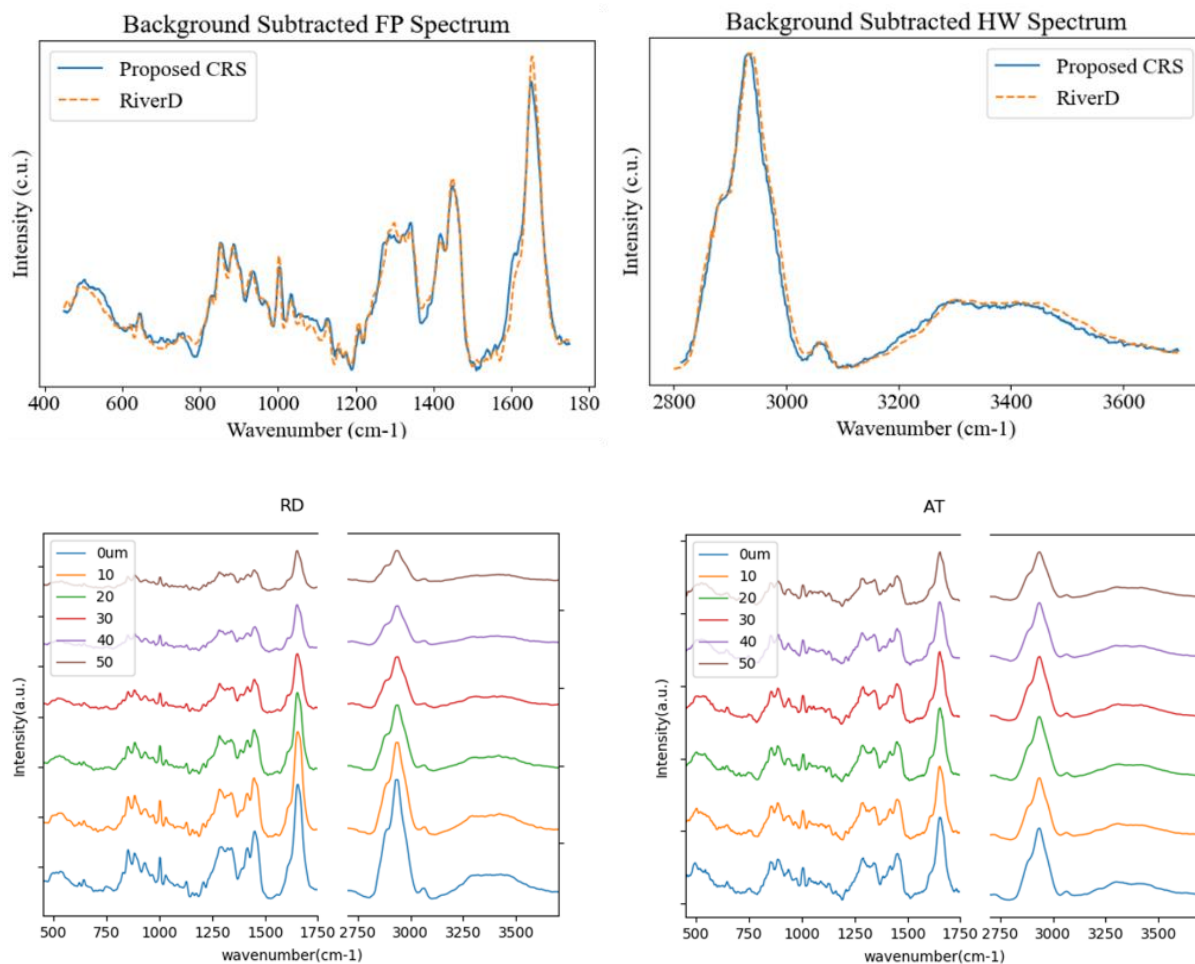 Background Subtracted FP Spectrum
Proposed CRS
RiverD
Intensity (c.u.)
400 600 800 1000 1200 1400 1600 180
Wavenumber (cm-1)
Background Subtracted HW Spectrum
Proposed CRS
RiverD
Intensity (c.u.)
2800 3000 3200 3400 3600
Wavenumber (cm-1)
RD
0um
10
20
30
40
50
Intensity(a.u.)
500 750 1000 1250 1500 1750 2750 3000 3250 3500
wavenumber(cm-1)
AT
0um
10
20
30
40
50
Intensity(a.u.)
500 750 1000 1250 1500 1750 2750 3000 3250 3500
wavenumber(cm-1)